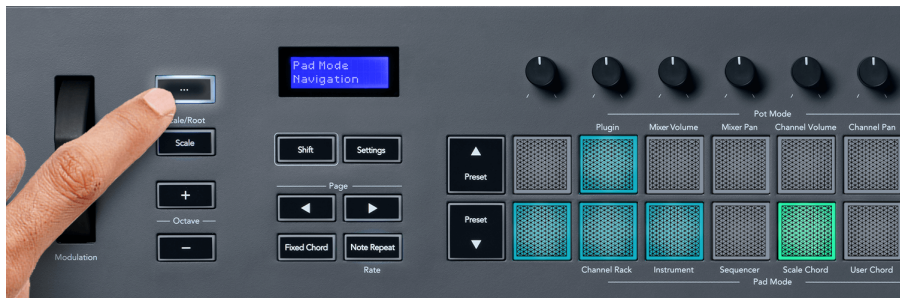 Pad Mode
Navigation
...
ale/Root
Scale
+
Octave
−
Modulation
Shift
Settings
Page
Fixed Chord
Note Repeat
Rate
Preset
Preset
Pot Mode
Plugin
Mixer Volume
Mixer Pan
Channel Volume
Channel Pan
Channel Rack
Instrument
Sequencer
Scale Chord
User Chord
Pad Mode